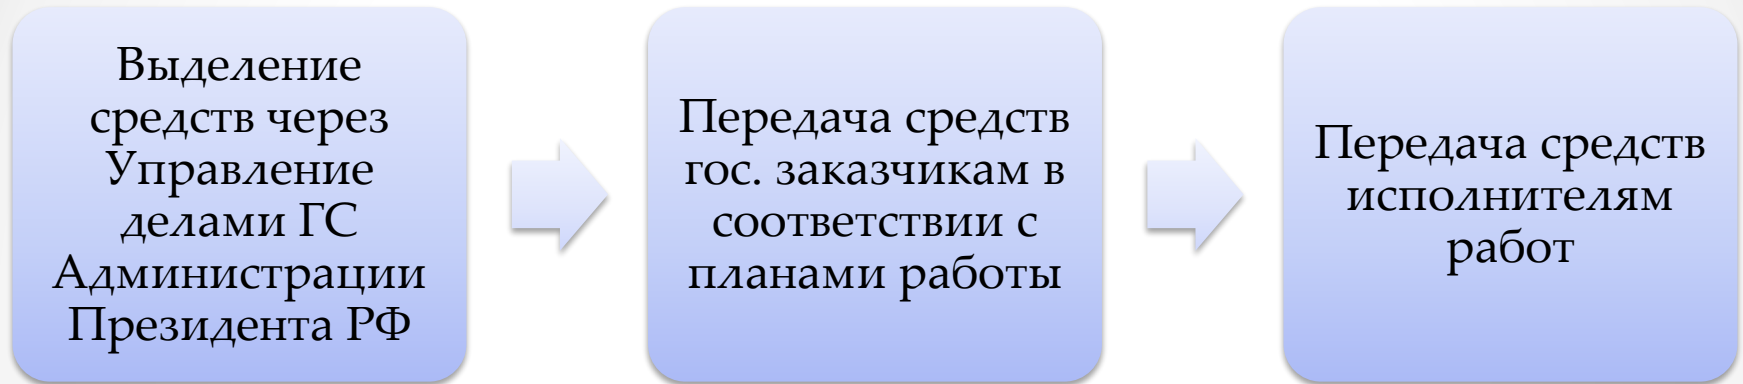 Выделение
средств через
Управление
делами ГС
Администрации
Президента РФ
Передача средств
гос. заказчикам в
соответствии с
планами работы
Передача средств
исполнителям
работ